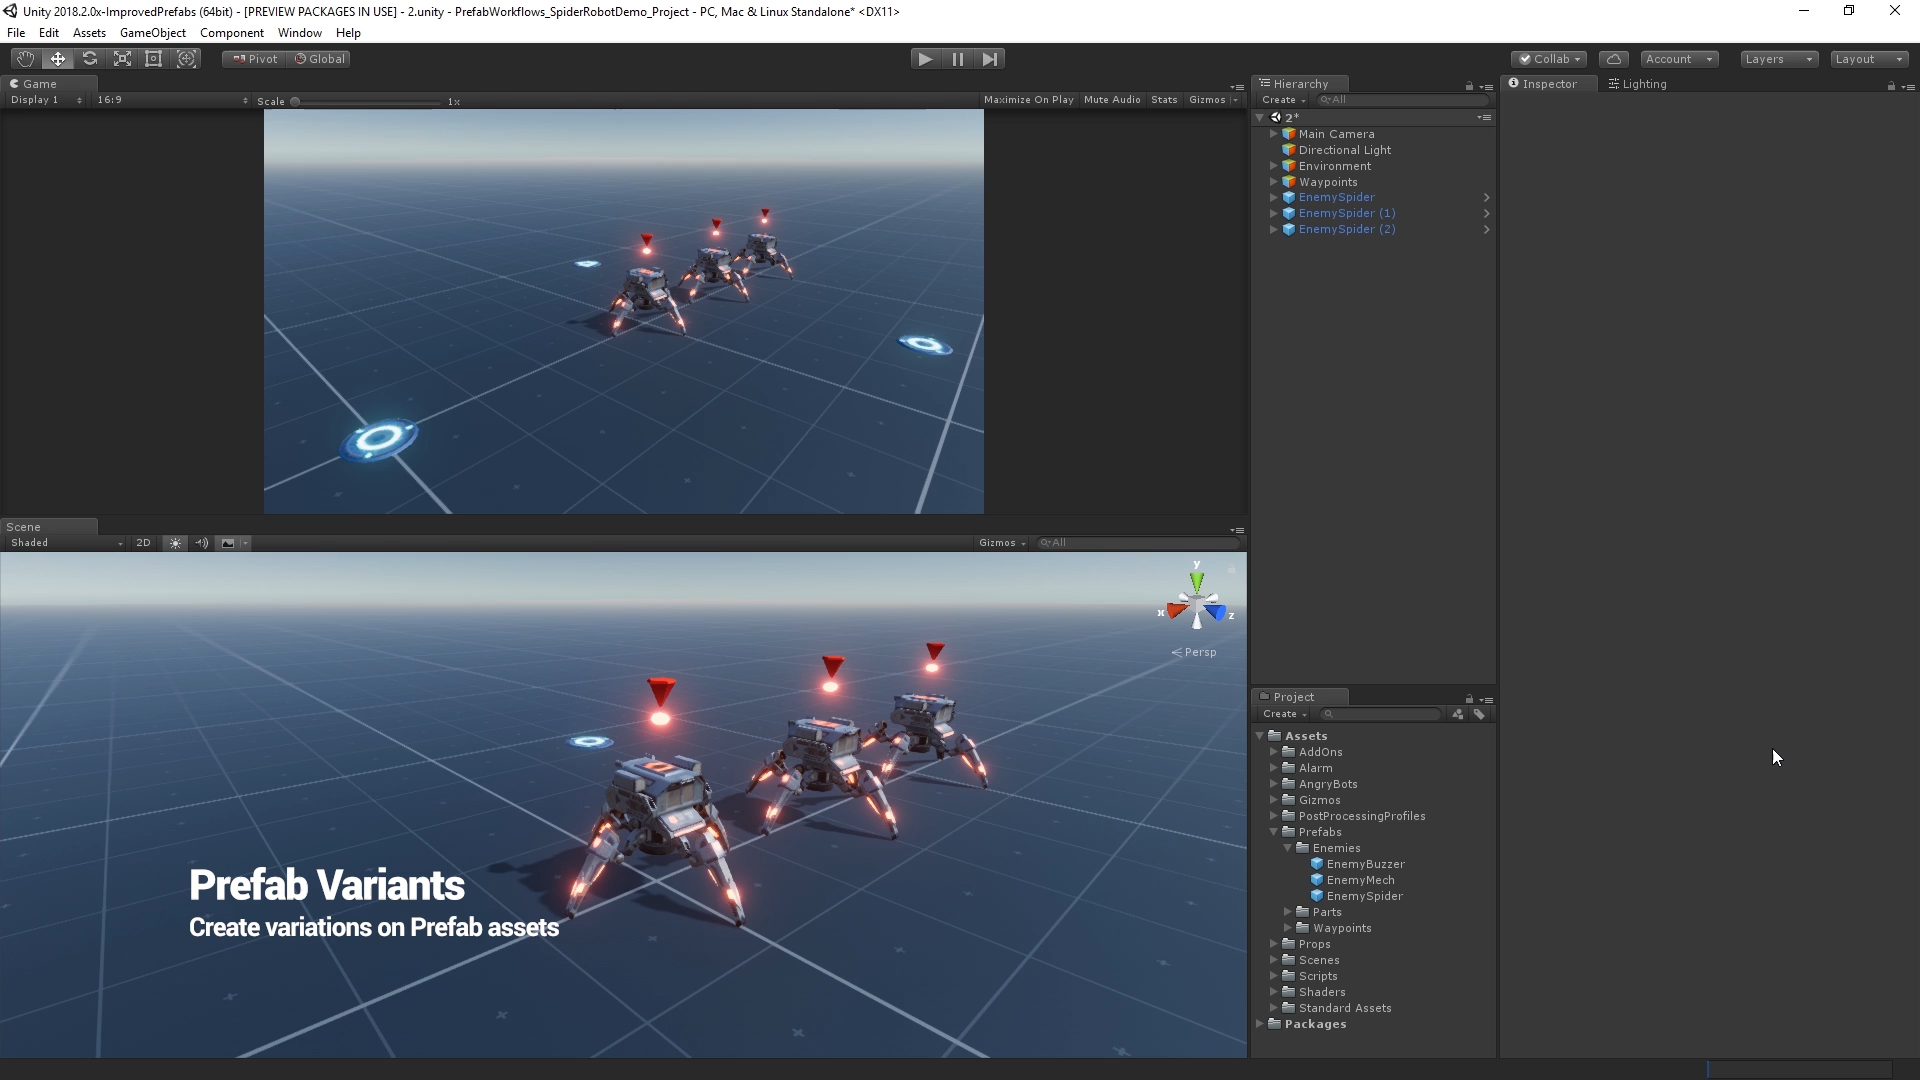 Unity 2018.2.0x-ImprovedPrefabs (64bit) - [PREVIEW PACKAGES IN USE] - 2.unity - PrefabWorkflows_SpiderRobotDemo_Project - PC, Mac & Linux Standalone* <DX11>
File Edit Assets GameObject Component Window Help
Pivot Global Collab Account Layers Layout
Game
Display 1 16:9 Scale 1x Maximize On Play Mute Audio Stats Gizmos
Scene
Shaded 2D Gizmos All
y
x
z
Persp
Prefab Variants
Create variations on Prefab assets
Hierarchy
Create All
2*
Main Camera
Directional Light
Environment
Waypoints
EnemySpider
EnemySpider (1)
EnemySpider (2)
Project
Create
Assets
AddOns
Alarm
AngryBots
Gizmos
PostProcessingProfiles
Prefabs
Enemies
EnemyBuzzer
EnemyMech
EnemySpider
Parts
Waypoints
Props
Scenes
Scripts
Shaders
Standard Assets
Packages
Inspector Lighting